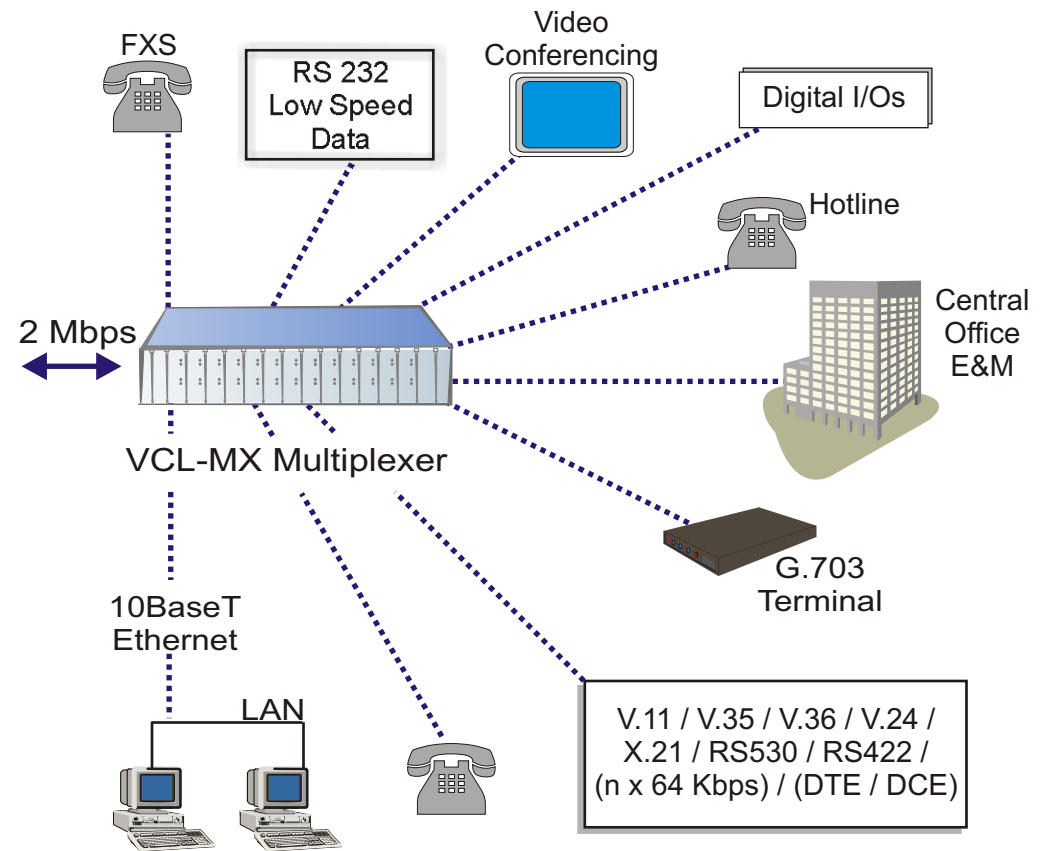 FXS
RS 232
Low Speed
Data
Video
Conferencing
Digital I/Os
Hotline
Central
Office
E&M
2 Mbps
VCL-MX Multiplexer
G.703
Terminal
10BaseT
Ethernet
LAN
V.11 / V.35 / V.36 / V.24 /
X.21 / RS530 / RS422 /
(n x 64 Kbps) / (DTE / DCE)